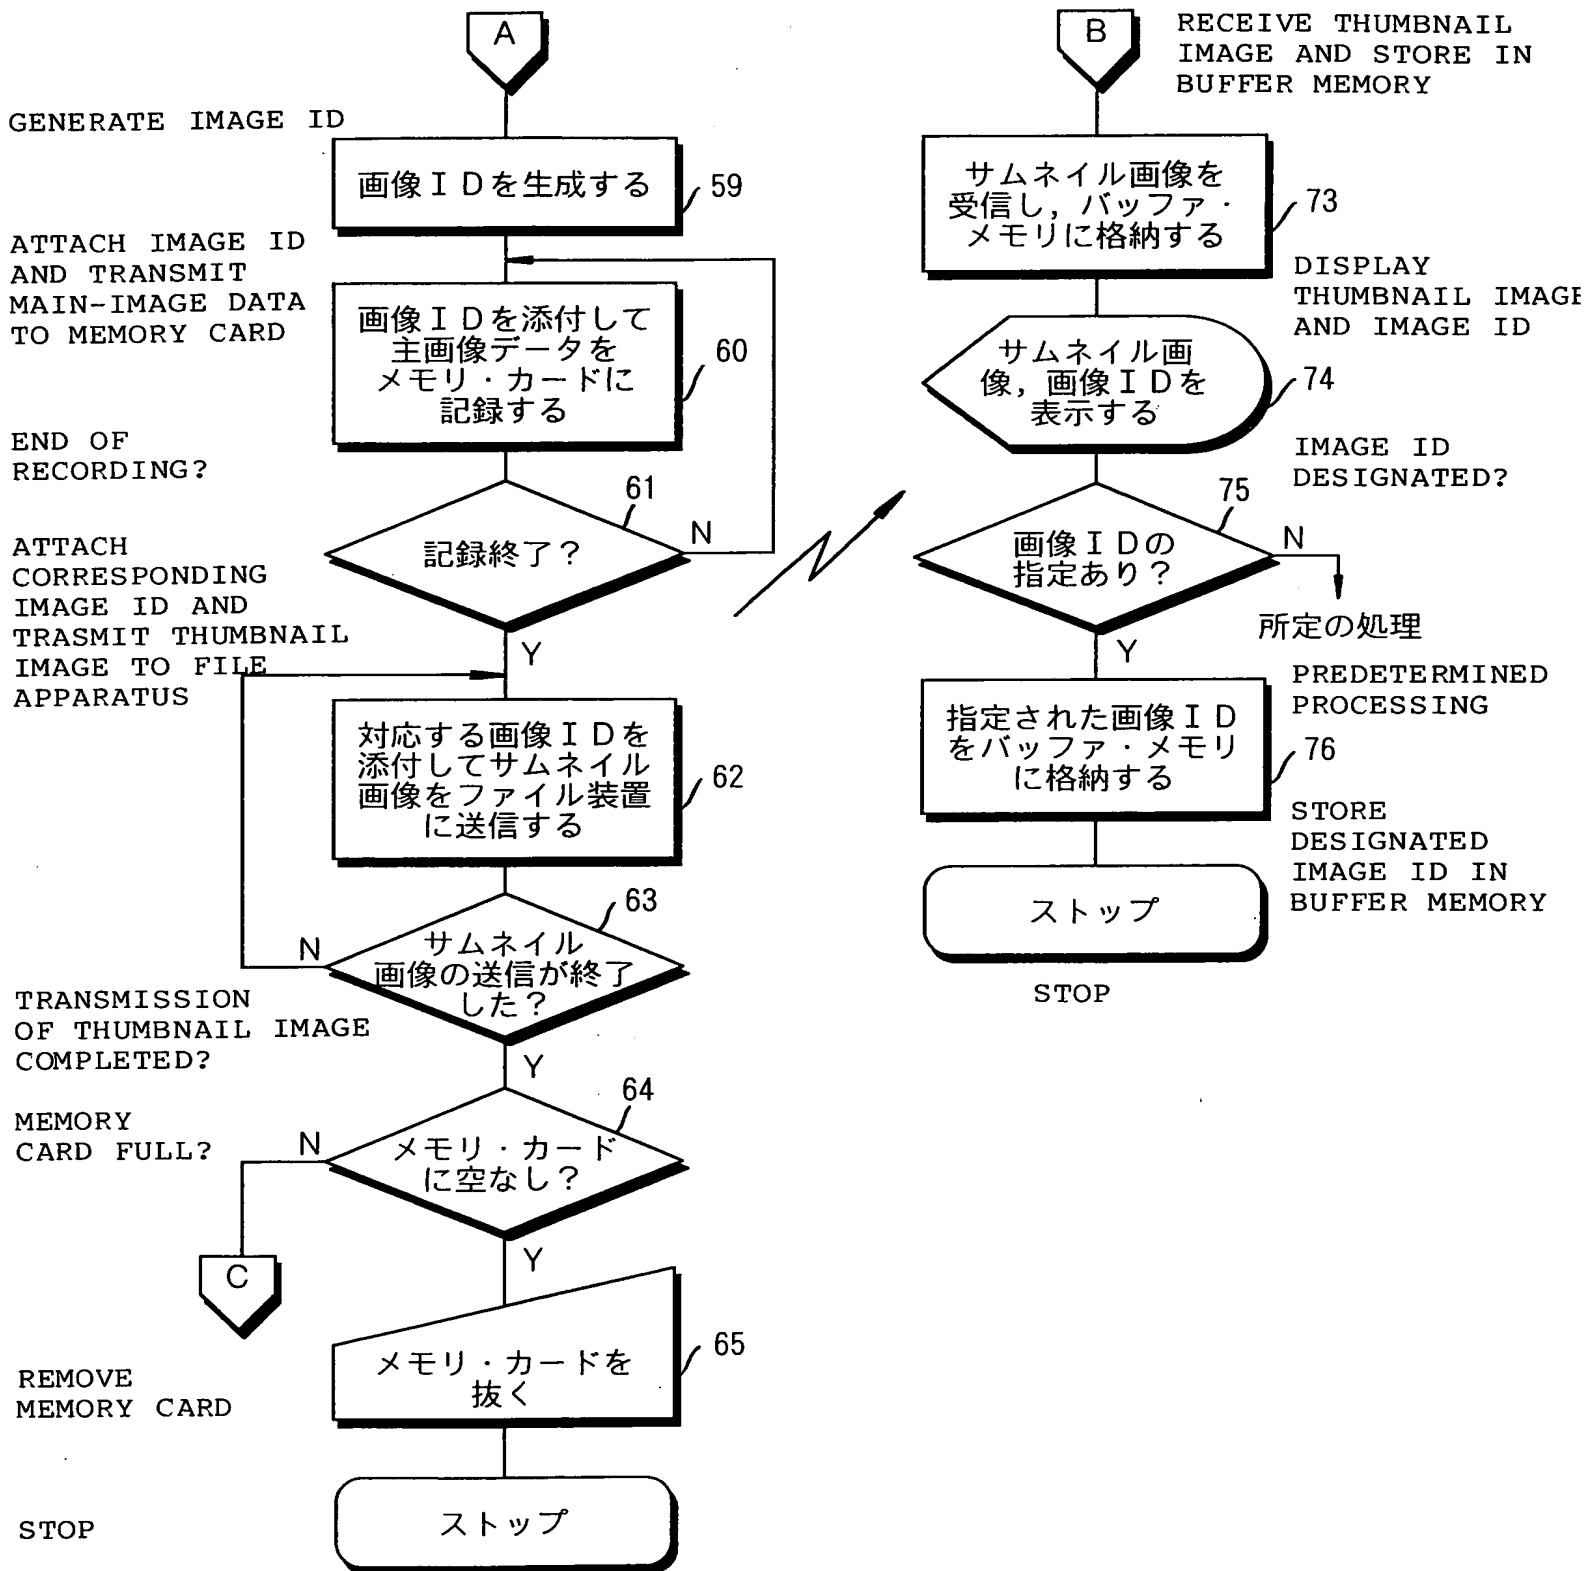 A
GENERATE IMAGE ID
画像ＩＤを生成する
59
ATTACH IMAGE ID
AND TRANSMIT
MAIN-IMAGE DATA
TO MEMORY CARD
画像ＩＤを添付して
主画像データを
メモリ・カードに
記録する
60
END OF
RECORDING?
61
記録終了？
N
Y
ATTACH
CORRESPONDING
IMAGE ID AND
TRASMIT THUMBNAIL
IMAGE TO FILE
APPARATUS
対応する画像ＩＤを
添付してサムネイル
画像をファイル装置
に送信する
62
63
サムネイル
画像の送信が終了
した？
N
Y
TRANSMISSION
OF THUMBNAIL IMAGE
COMPLETED?
MEMORY
CARD FULL?
64
メモリ・カード
に空なし？
N
Y
C
REMOVE
MEMORY CARD
メモリ・カードを
抜く
65
STOP
ストップ
B
RECEIVE THUMBNAIL
IMAGE AND STORE IN
BUFFER MEMORY
サムネイル画像を
受信し，バッファ・
メモリに格納する
73
DISPLAY
THUMBNAIL IMAGE
AND IMAGE ID
サムネイル画
像，画像ＩＤを
表示する
74
IMAGE ID
DESIGNATED?
75
画像ＩＤの
指定あり？
N
所定の処理
Y
PREDETERMINED
PROCESSING
指定された画像ＩＤ
をバッファ・メモリ
に格納する
76
STORE
DESIGNATED
IMAGE ID IN
BUFFER MEMORY
ストップ
STOP